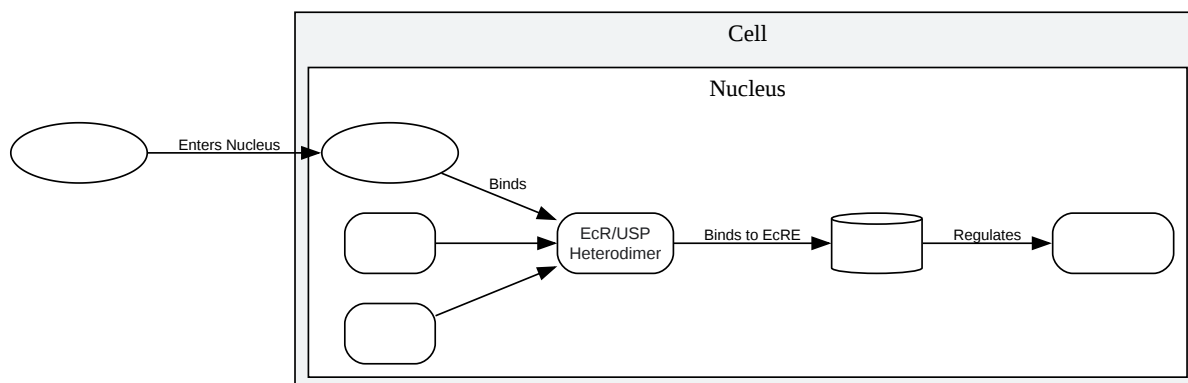 Cell
Nucleus
Enters Nucleus
Binds
EcR/USP
Heterodimer
Binds to EcRE
Regulates